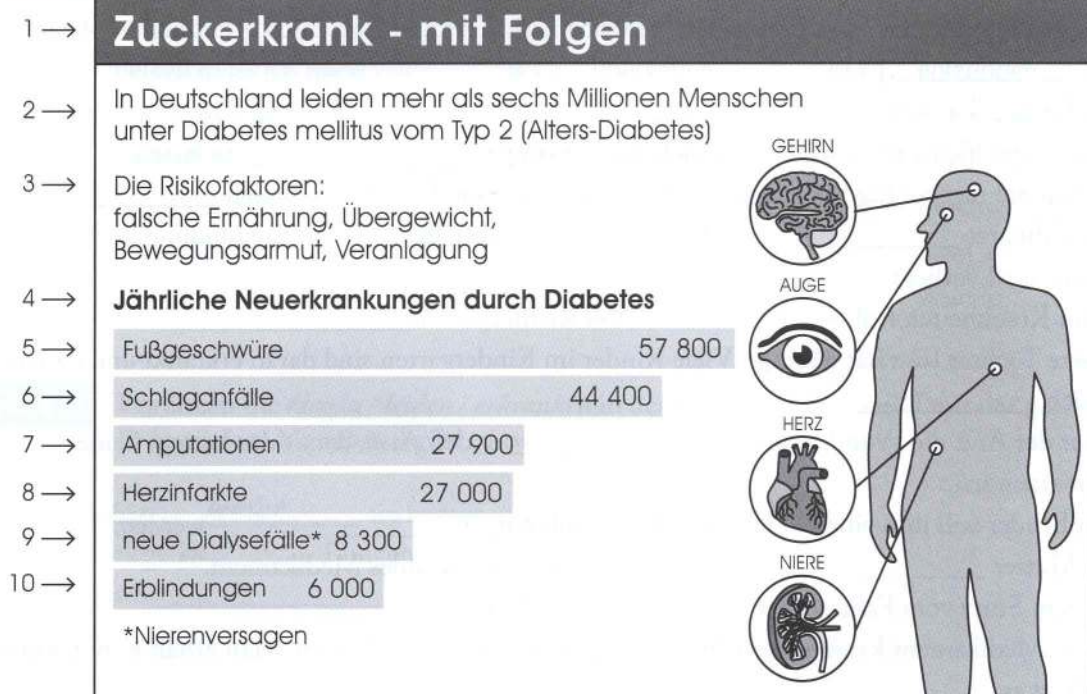 1 → Zuckerkrank - mit Folgen
2 → In Deutschland leiden mehr als sechs Millionen Menschen
unter Diabetes mellitus vom Typ 2 (Alters-Diabetes)
3 → Die Risikofaktoren:
falsche Ernährung, Übergewicht,
Bewegungsarmut, Veranlagung
4 → Jährliche Neuerkrankungen durch Diabetes
5 → Fußgeschwüre 57 800
6 → Schlaganfälle 44 400
7 → Amputationen 27 900
8 → Herzinfarkte 27 000
9 → neue Dialysefälle* 8 300
10 → Erblindungen 6 000
*Nierenversagen
GEHIRN
AUGE
HERZ
NIERE